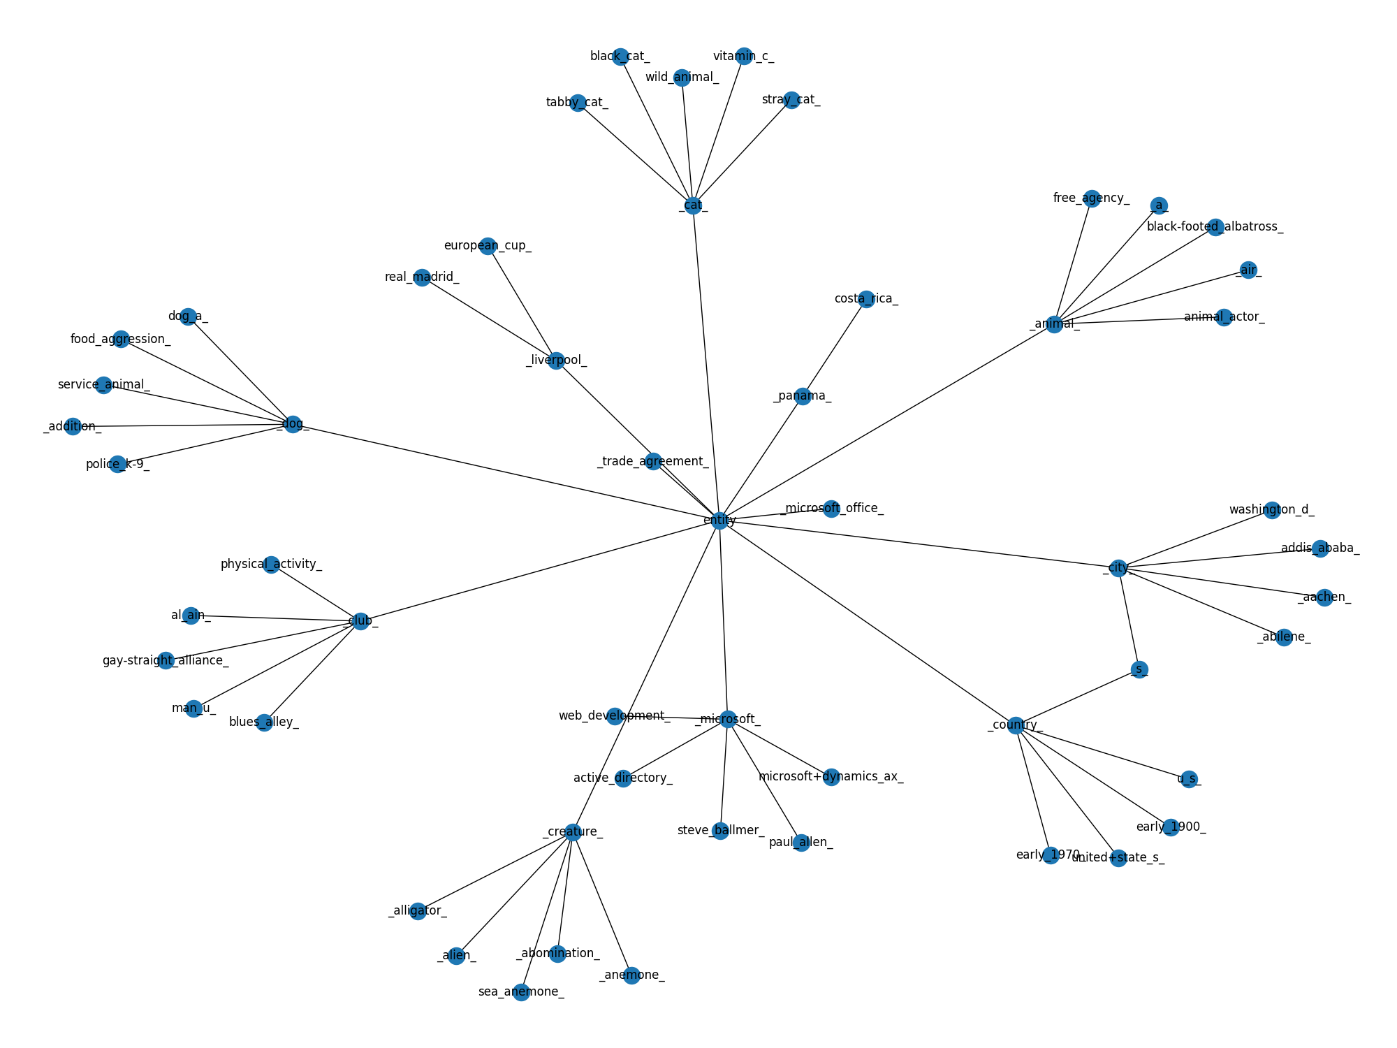 black_cat_
vitamin_c_
wild_animal_
tabby_cat_
stray_cat_
free_agency_
_a_
_cat_
black-footed_albatross_
european_cup_
real_madrid_
_air_
costa_rica_
dog_a_
animal_actor_
_animal_
food_aggression_
_liverpool_
service_animal_
_panama_
_dog_
_addition_
police_k-9_
_trade_agreement_
_microsoft_office_
washington_d_
entity
addis_ababa_
physical_activity_
_city_
_aachen_
al_ain_
_club_
_abilene_
gay-straight_alliance_
_s_
man_u_
web_development_
blues_alley_
_microsoft_
_country_
active_directory_
microsoft+dynamics_ax_
u_s_
early_1900_
steve_ballmer_
_creature_
paul_allen_
early_1970_
united+state_s_
_alligator_
_abomination_
_alien_
_anemone_
sea_anemone_